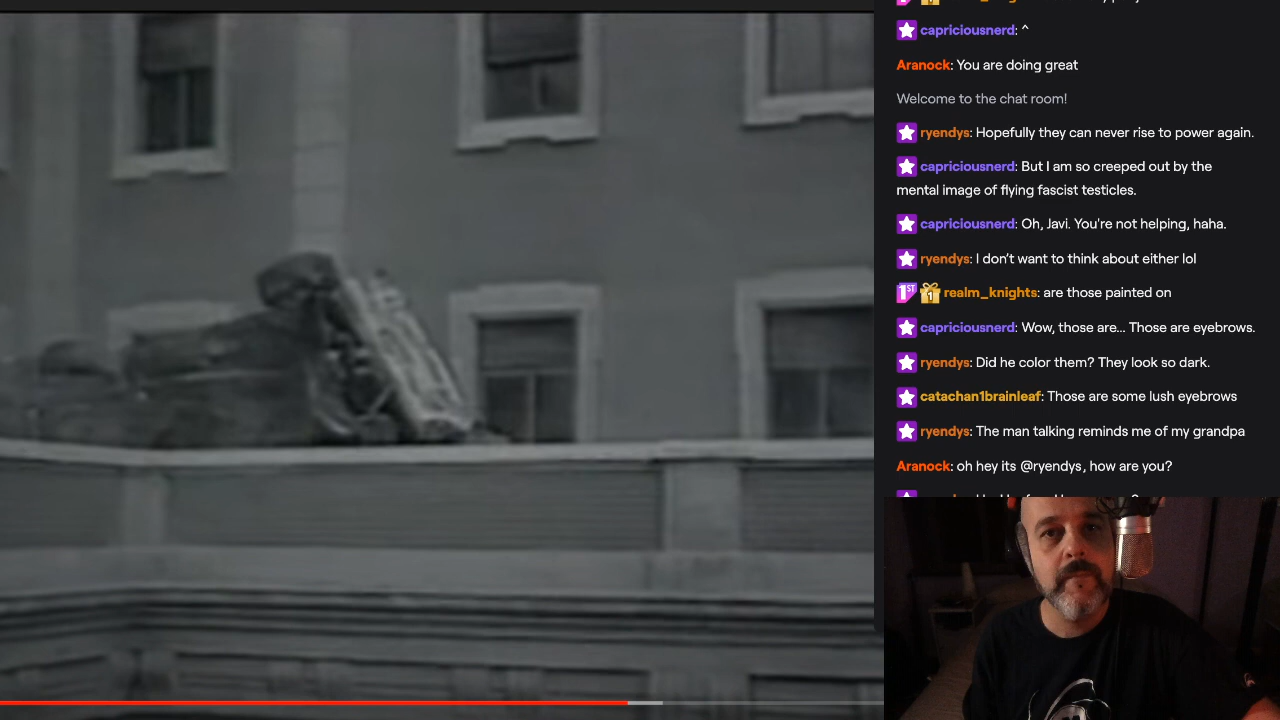 capriciousnerd: ^
Aranock: You are doing great
Welcome to the chat room!
ryendys: Hopefully they can never rise to power again.
capriciousnerd: But I am so creeped out by the
mental image of flying fascist testicles.
capriciousnerd: Oh, Javi. You're not helping, haha.
ryendys: I don’t want to think about either lol
1ST 1 realm_knights: are those painted on
capriciousnerd: Wow, those are... Those are eyebrows.
ryendys: Did he color them? They look so dark.
catachan1brainleaf: Those are some lush eyebrows
ryendys: The man talking reminds me of my grandpa
Aranock: oh hey its @ryendys, how are you?